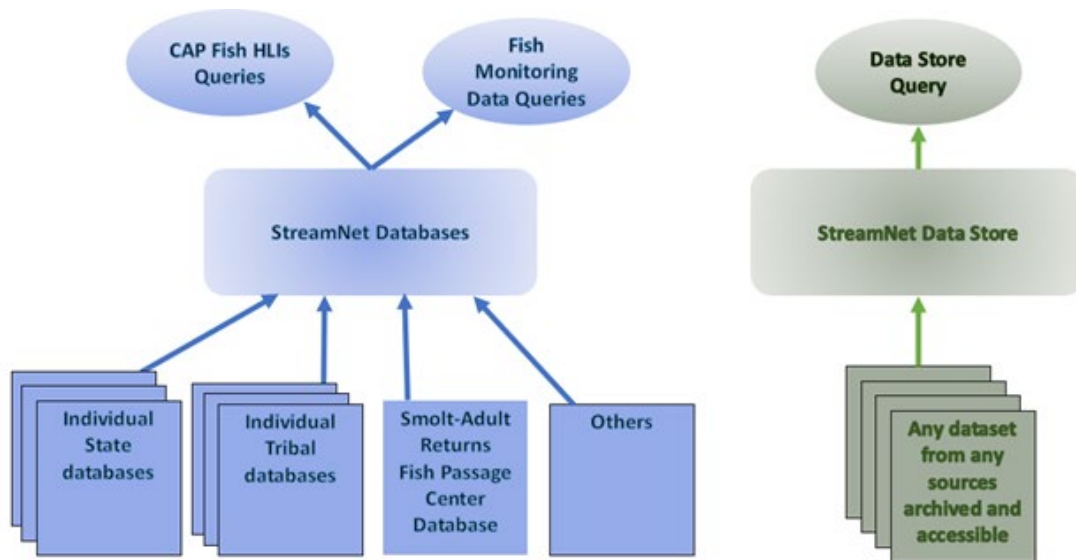 CAP Fish HLIs
Queries
Fish
Monitoring
Data Queries
Data Store
Query
StreamNet Databases
StreamNet Data Store
Individual
State
databases
Individual
Tribal
databases
Smolt-Adult
Returns
Fish Passage
Center
Database
Others
Any dataset
from any
sources
archived and
accessible